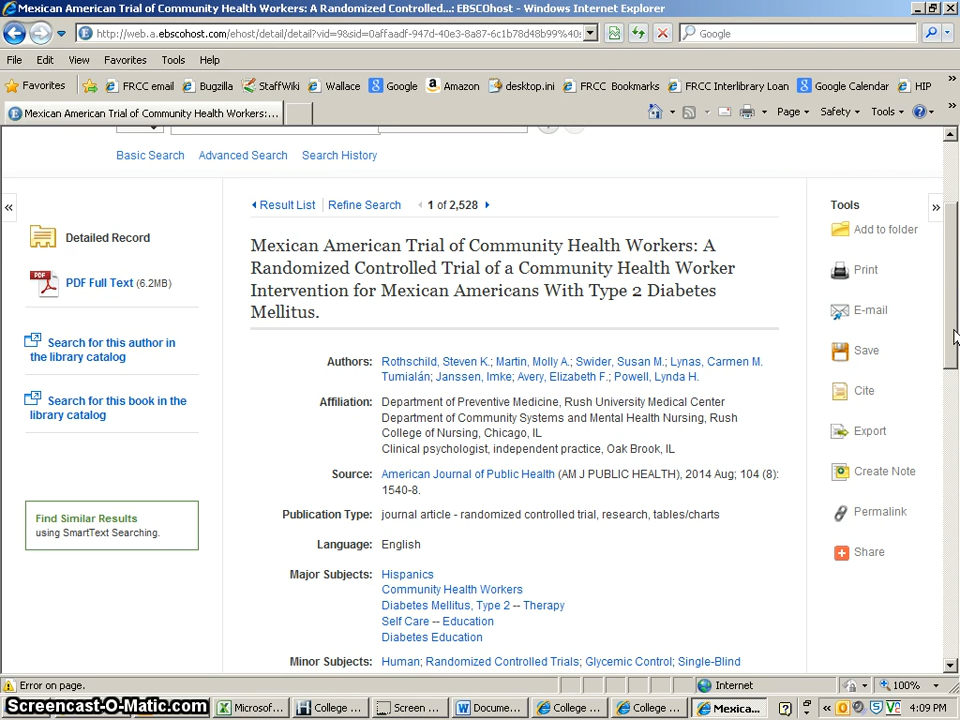 Mexican American Trial of Community Health Workers: A Randomized Controlled...: EBSCOhost - Windows Internet Explorer
http://web.a.ebscohost.com/ehost/detail/detail?vid=9&sid=0affaadf-947d-40e3-8a87-6c1b78d48b99%40
Google
File Edit View Favorites Tools Help
Favorites FRCC email Bugzilla StaffWiki Wallace Google Amazon desktop.ini FRCC Bookmarks FRCC Interlibrary Loan Google Calendar HIP
Mexican American Trial of Community Health Workers:...
Page Safety Tools
Basic Search Advanced Search Search History
Result List Refine Search 1 of 2,528
Tools
Detailed Record
PDF Full Text (6.2MB)
Search for this author in
the library catalog
Search for this book in the
library catalog
Find Similar Results
using SmartText Searching.
Mexican American Trial of Community Health Workers: A
Randomized Controlled Trial of a Community Health Worker
Intervention for Mexican Americans With Type 2 Diabetes
Mellitus.
Authors: Rothschild, Steven K.; Martin, Molly A.; Swider, Susan M.; Lynas, Carmen M.
Tumialán; Janssen, Imke; Avery, Elizabeth F.; Powell, Lynda H.
Affiliation: Department of Preventive Medicine, Rush University Medical Center
Department of Community Systems and Mental Health Nursing, Rush
College of Nursing, Chicago, IL
Clinical psychologist, independent practice, Oak Brook, IL
Source: American Journal of Public Health (AM J PUBLIC HEALTH), 2014 Aug; 104 (8):
1540-8.
Publication Type: journal article - randomized controlled trial, research, tables/charts
Language: English
Major Subjects: Hispanics
Community Health Workers
Diabetes Mellitus, Type 2 -- Therapy
Self Care -- Education
Diabetes Education
Minor Subjects: Human; Randomized Controlled Trials; Glycemic Control; Single-Blind
Add to folder
Print
E-mail
Save
Cite
Export
Create Note
Permalink
Share
Error on page. Internet 100%
Screencast-O-Matic.com Microsof... College ... Screen ... Docume... College ... College ... Mexica... 4:09 PM